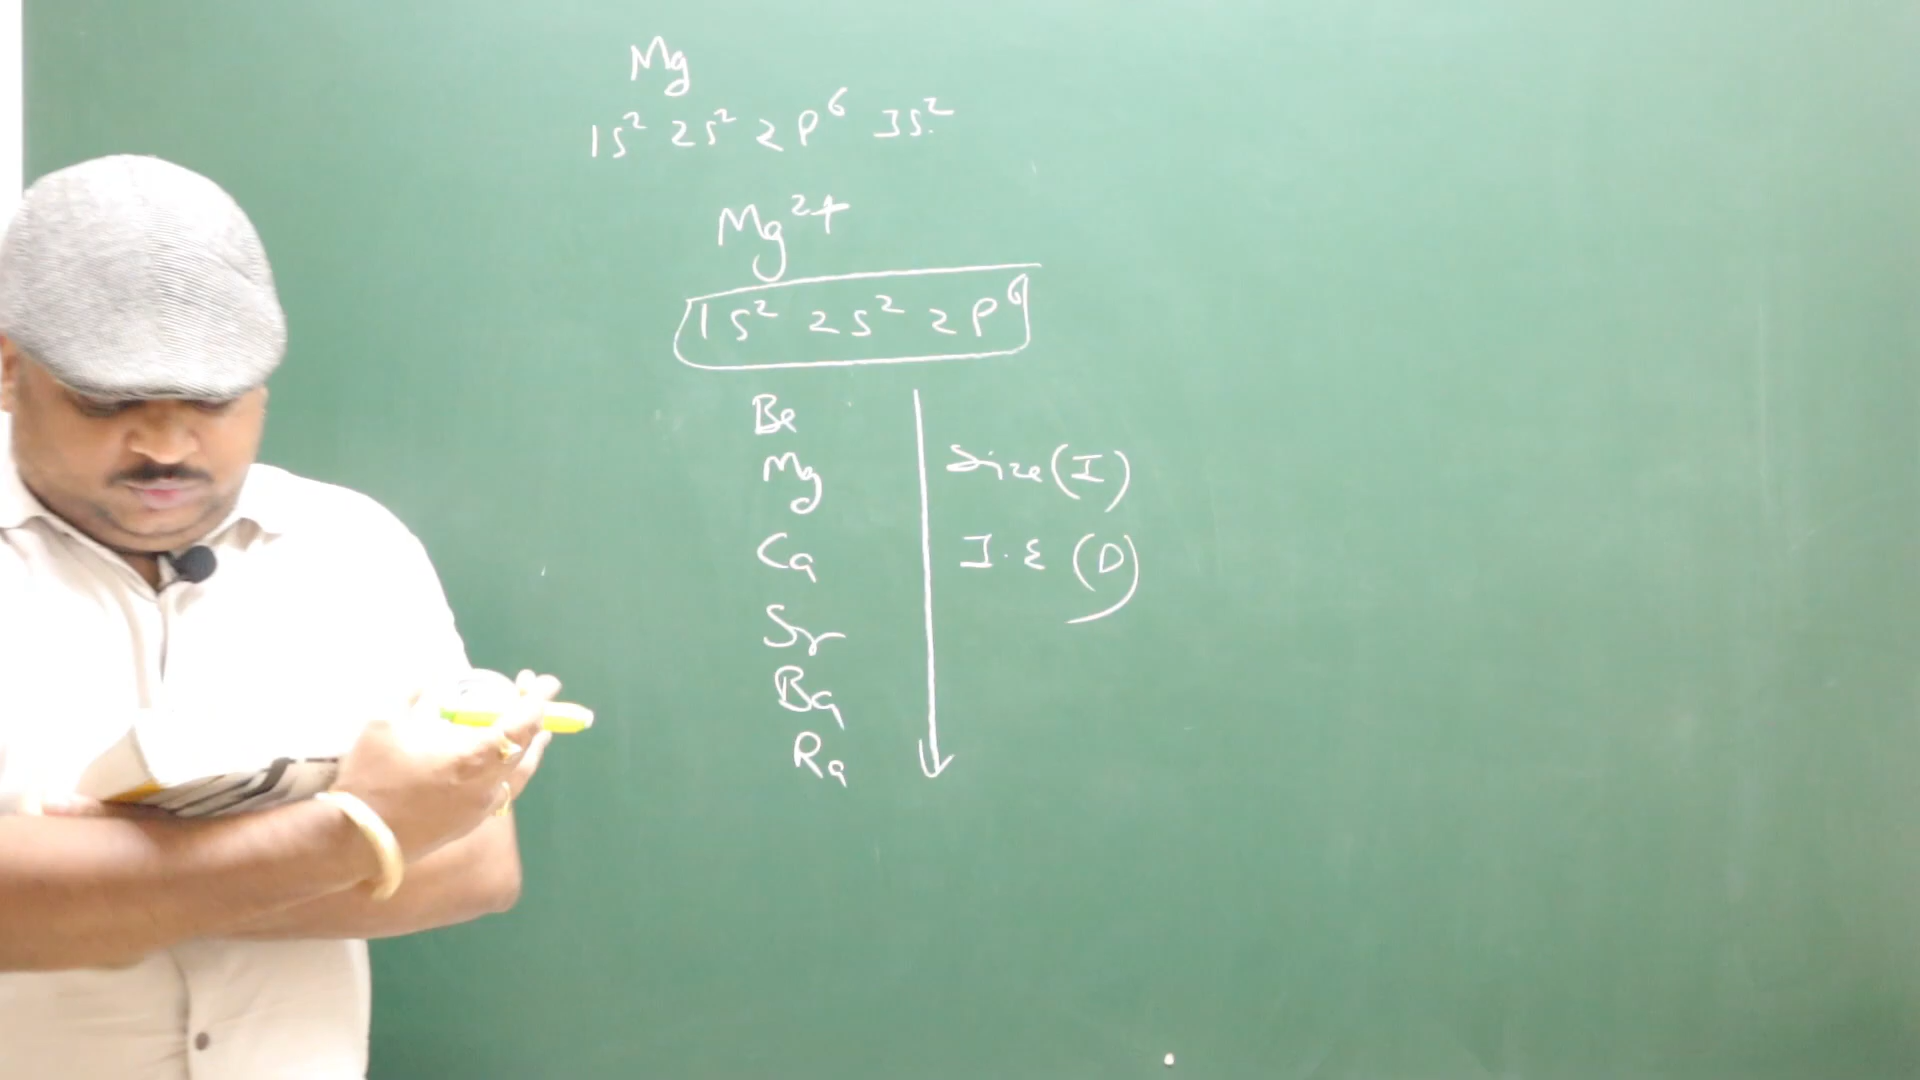 Mg
1s² 2s² 2p⁶ 3s²
Mg²⁺
1s² 2s² 2p⁶
Be
Mg
Size (I)
Ca
I.E (D)
Sr
Ba
Ra